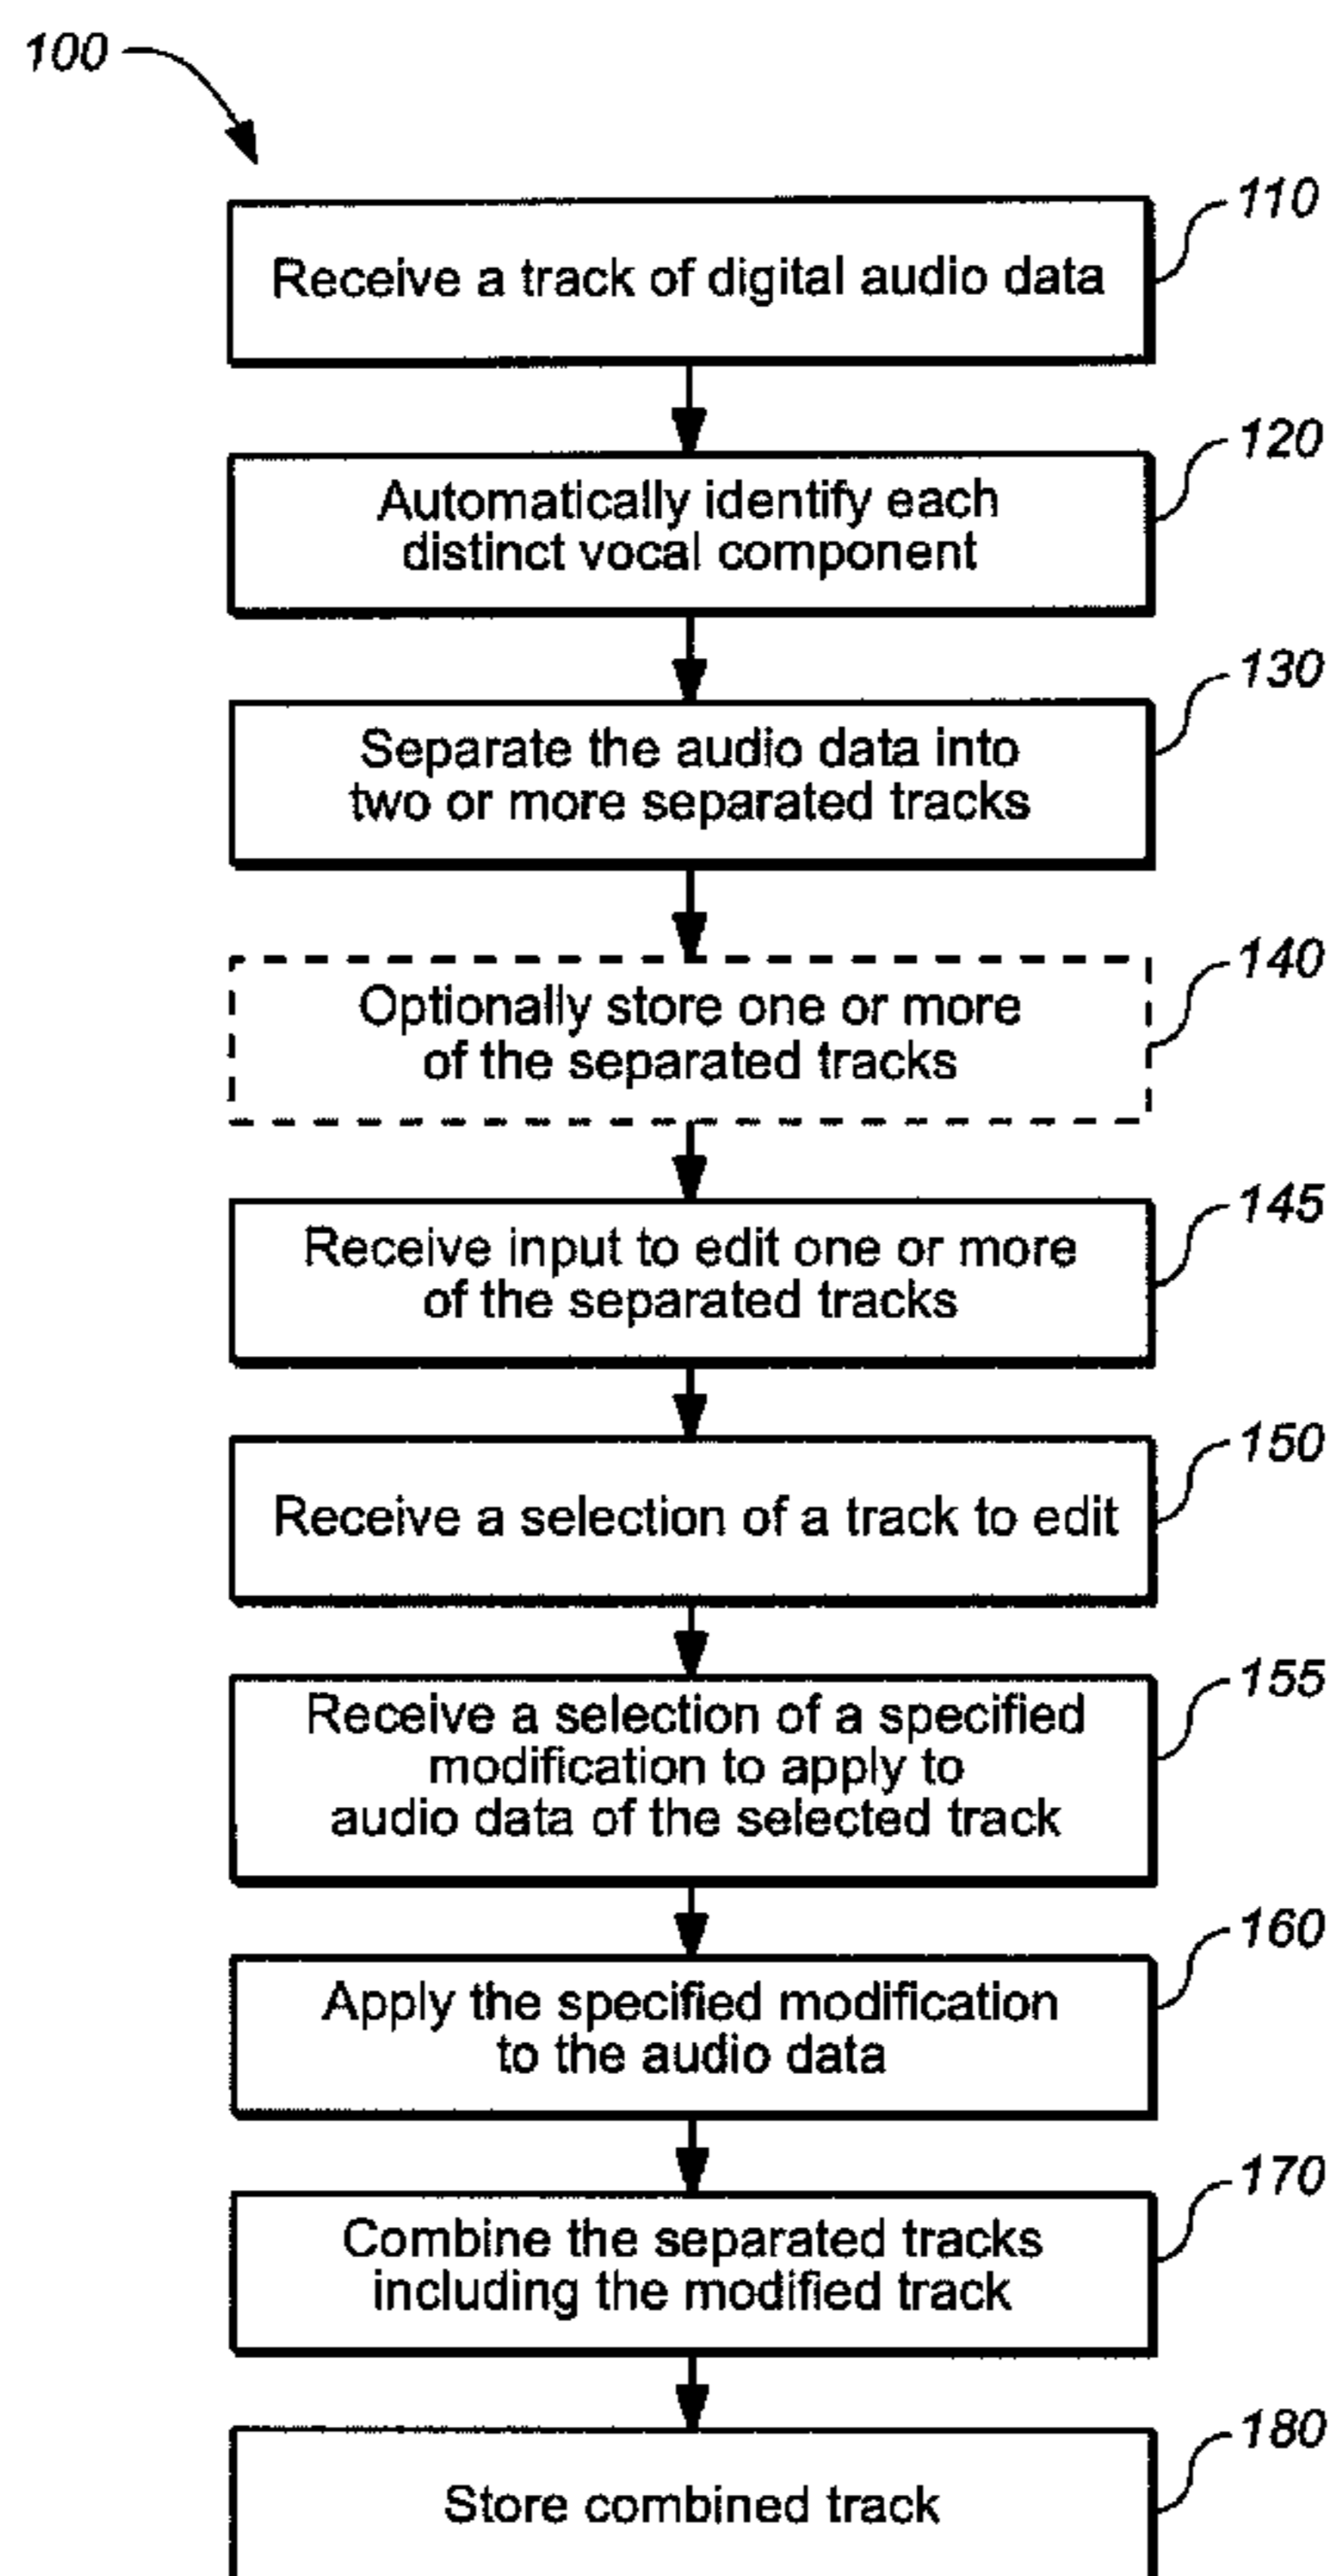 100
110
Receive a track of digital audio data
120
Automatically identify each
distinct vocal component
130
Separate the audio data into
two or more separated tracks
140
Optionally store one or more
of the separated tracks
145
Receive input to edit one or more
of the separated tracks
150
Receive a selection of a track to edit
155
Receive a selection of a specified
modification to apply to
audio data of the selected track
160
Apply the specified modification
to the audio data
170
Combine the separated tracks
including the modified track
180
Store combined track